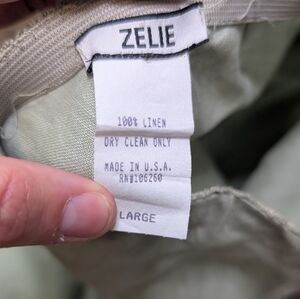 ZELIE
100% LINEN
DRY CLEAN ONLY
MADE IN U.S.A.
RN#106260
LARGE